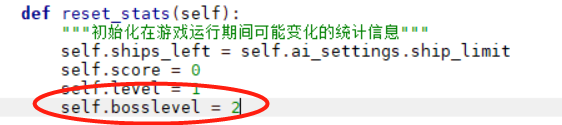 def reset_stats(self):
"""初始化在游戏运行期间可能变化的统计信息"""
self.ships_left = self.ai_settings.ship_limit
self.score = 0
self.level = 1
self.bosslevel = 2